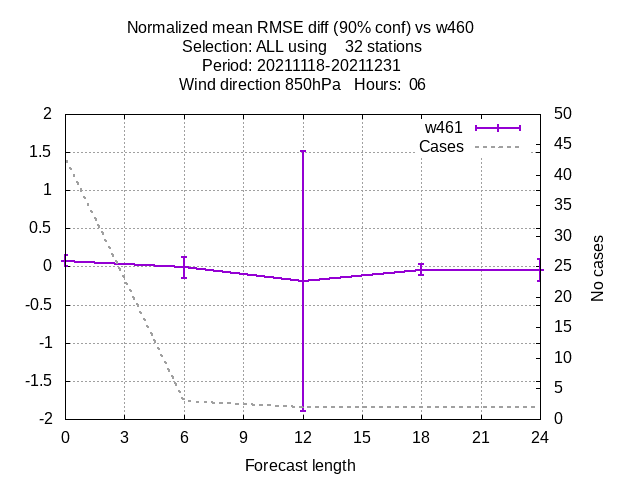 Normalized mean RMSE diff (90% conf) vs w460
Selection: ALL using 32 stations
Period: 20211118-20211231
Wind direction 850hPa Hours: 06
w461
Cases
2
1.5
1
0.5
0
-0.5
-1
-1.5
-2
50
45
40
35
30
25
20
15
10
5
0
No cases
0 3 6 9 12 15 18 21 24
Forecast length